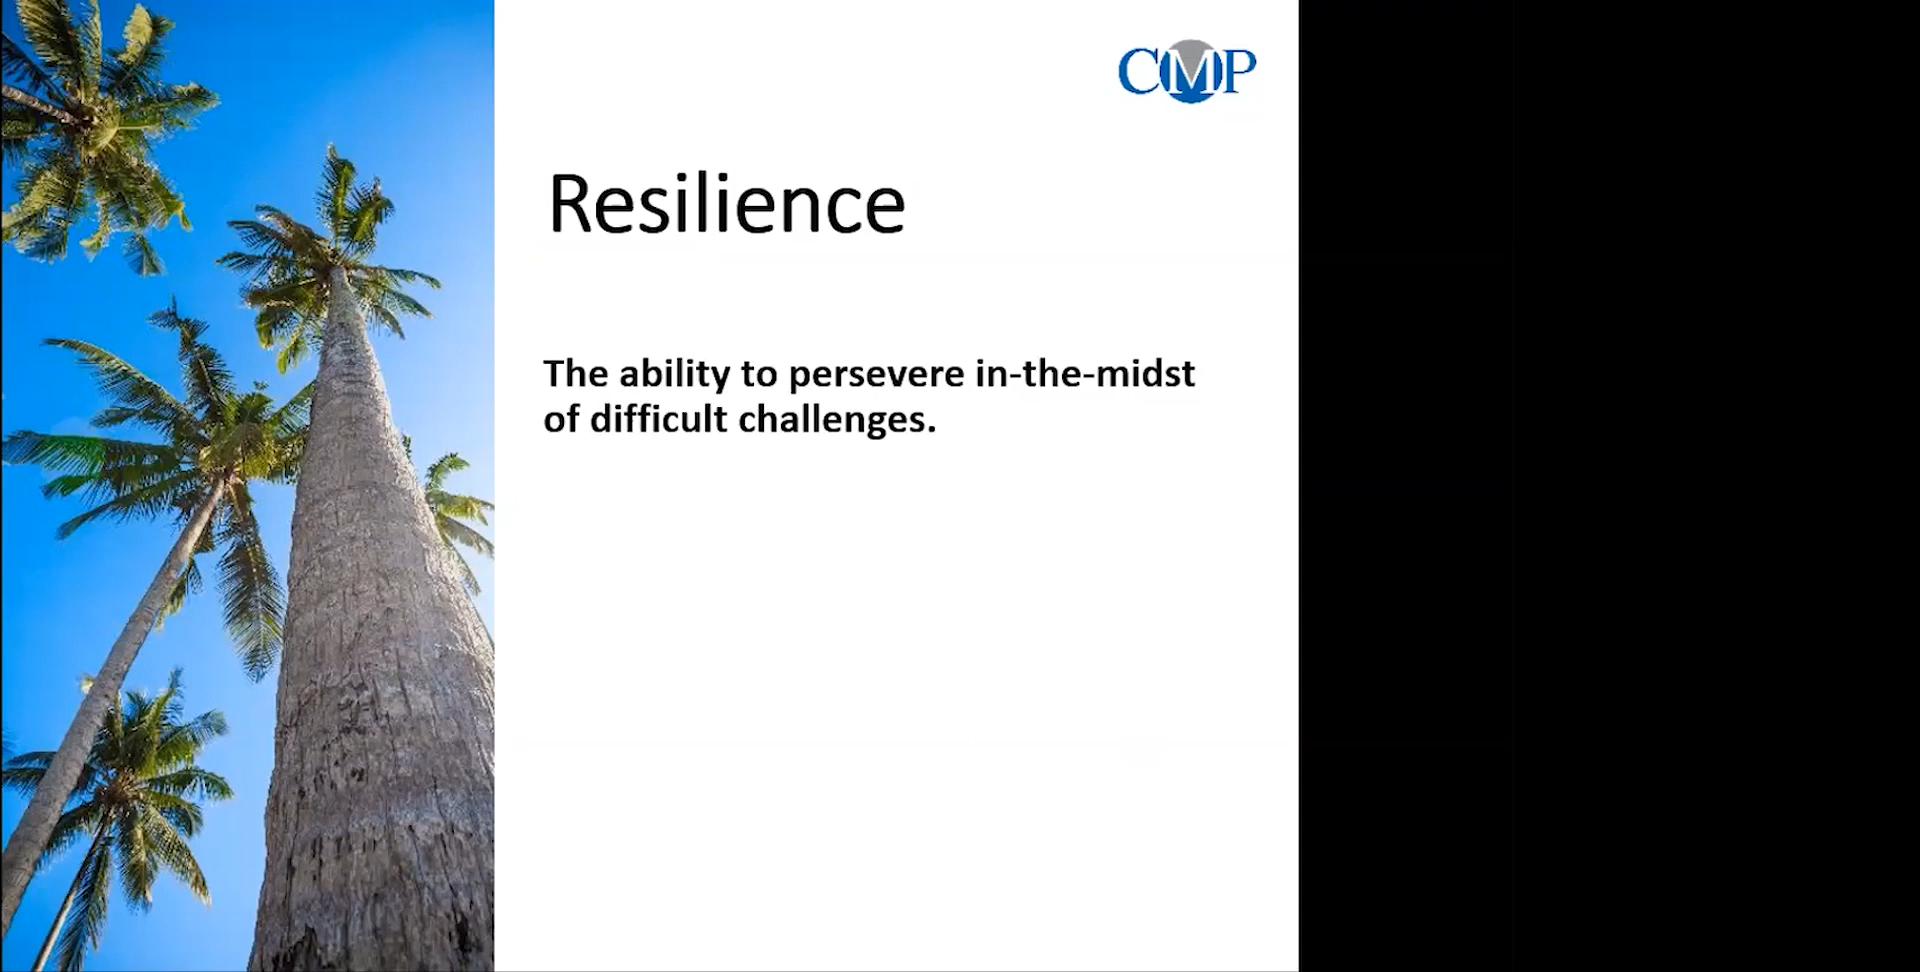 CMP
Resilience
The ability to persevere in-the-midst
of difficult challenges.